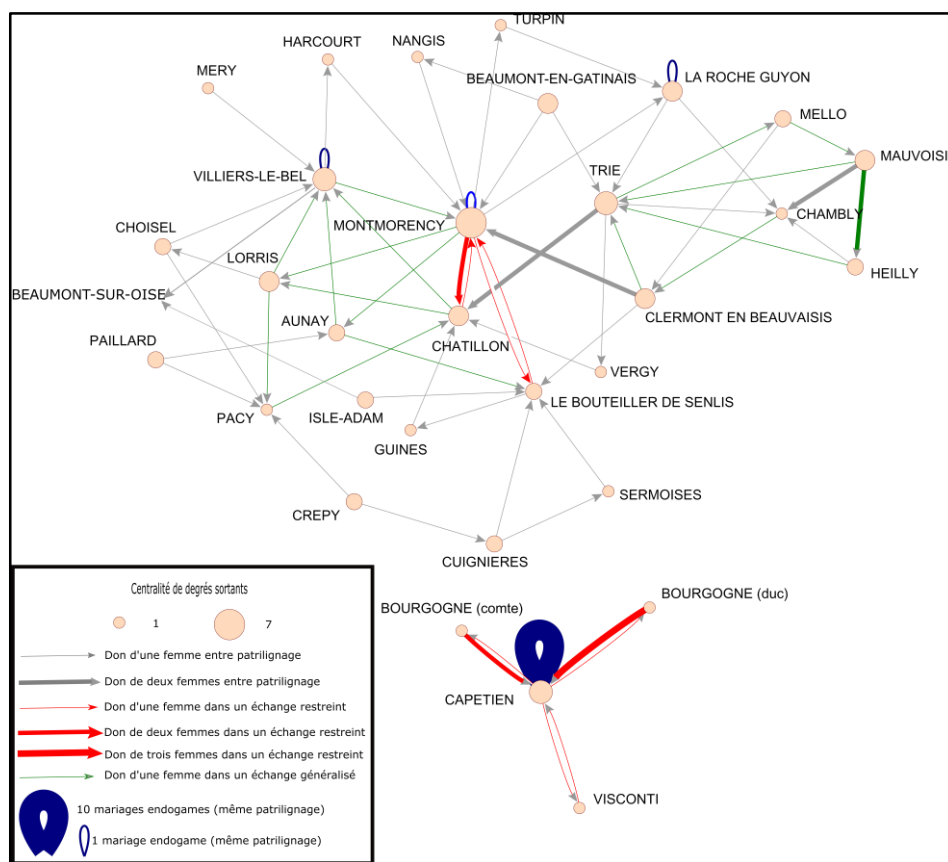 TURPIN
HARCOURT
NANGIS
BEAUMONT-EN-GATINAIS
LA ROCHE GUYON
MERY
MELLO
MAUVOISI
VILLIERS-LE-BEL
TRIE
MONTMORENCY
CHAMBLY
CHOISEL
LORRIS
HEILLY
BEAUMONT-SUR-OISE
AUNAY
CHATILLON
CLERMONT EN BEAUVAISIS
PAILLARD
VERGY
LE BOUTEILLER DE SENLIS
PACY
ISLE-ADAM
GUINES
SERMOISES
CREPY
CUIGNIERES
BOURGOGNE (duc)
BOURGOGNE (comte)
CAPETIEN
VISCONTI
Centralité de degrés sortants
1 7
Don d'une femme entre patrilignage
Don de deux femmes entre patrilignage
Don d'une femme dans un échange restreint
Don de deux femmes dans un échange restreint
Don de trois femmes dans un échange restreint
Don d'une femme dans un échange généralisé
10 mariages endogames (même patrilignage)
1 mariage endogame (même patrilignage)